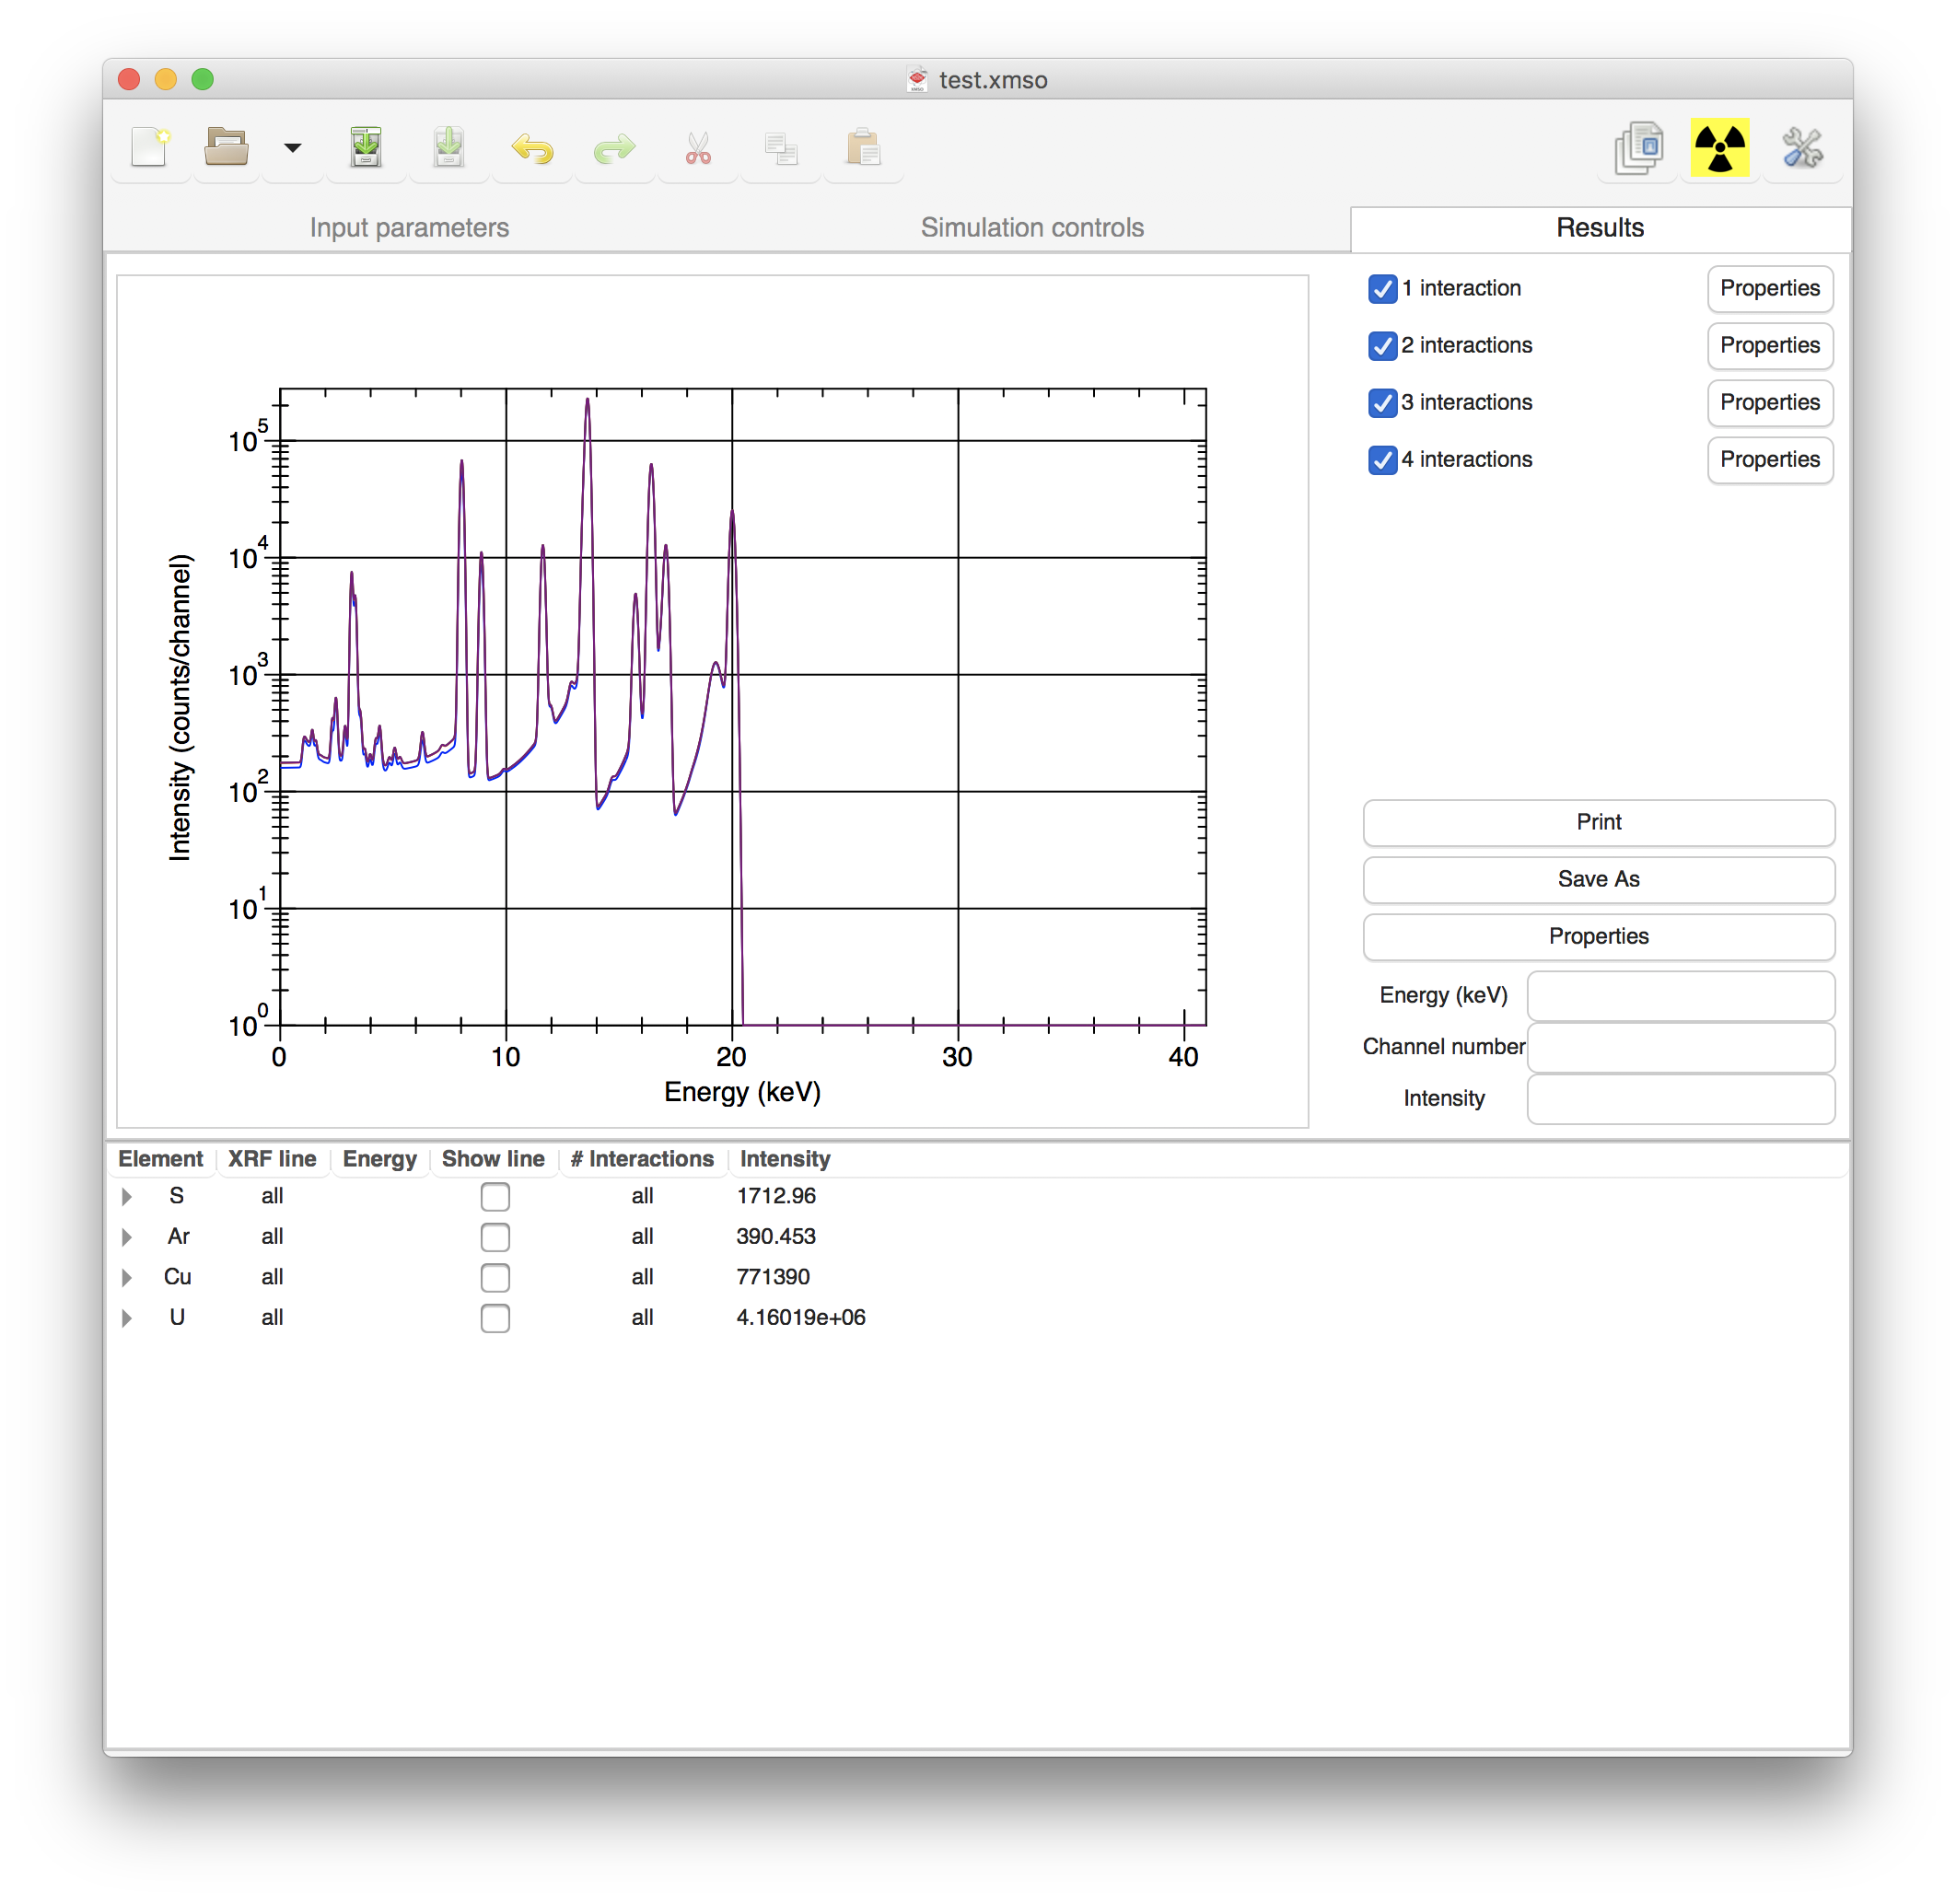 test.xmso
Input parameters Simulation controls Results
1 interaction Properties
2 interactions Properties
3 interactions Properties
4 interactions Properties
Intensity (counts/channel)
10^5
10^4
10^3
10^2
10^1
10^0
0 10 20 30 40
Energy (keV)
Print
Save As
Properties
Energy (keV)
Channel number
Intensity
Element XRF line Energy Show line # Interactions Intensity
S all all 1712.96
Ar all all 390.453
Cu all all 771390
U all all 4.16019e+06